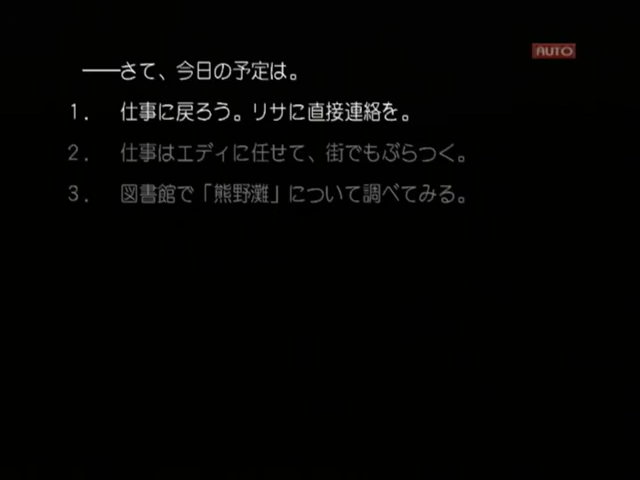 AUTO
――さて、今日の予定は。
１． 仕事に戻ろう。リサに直接連絡を。
２． 仕事はエディに任せて、街でもぶらつく。
３． 図書館で「熊野灘」について調べてみる。